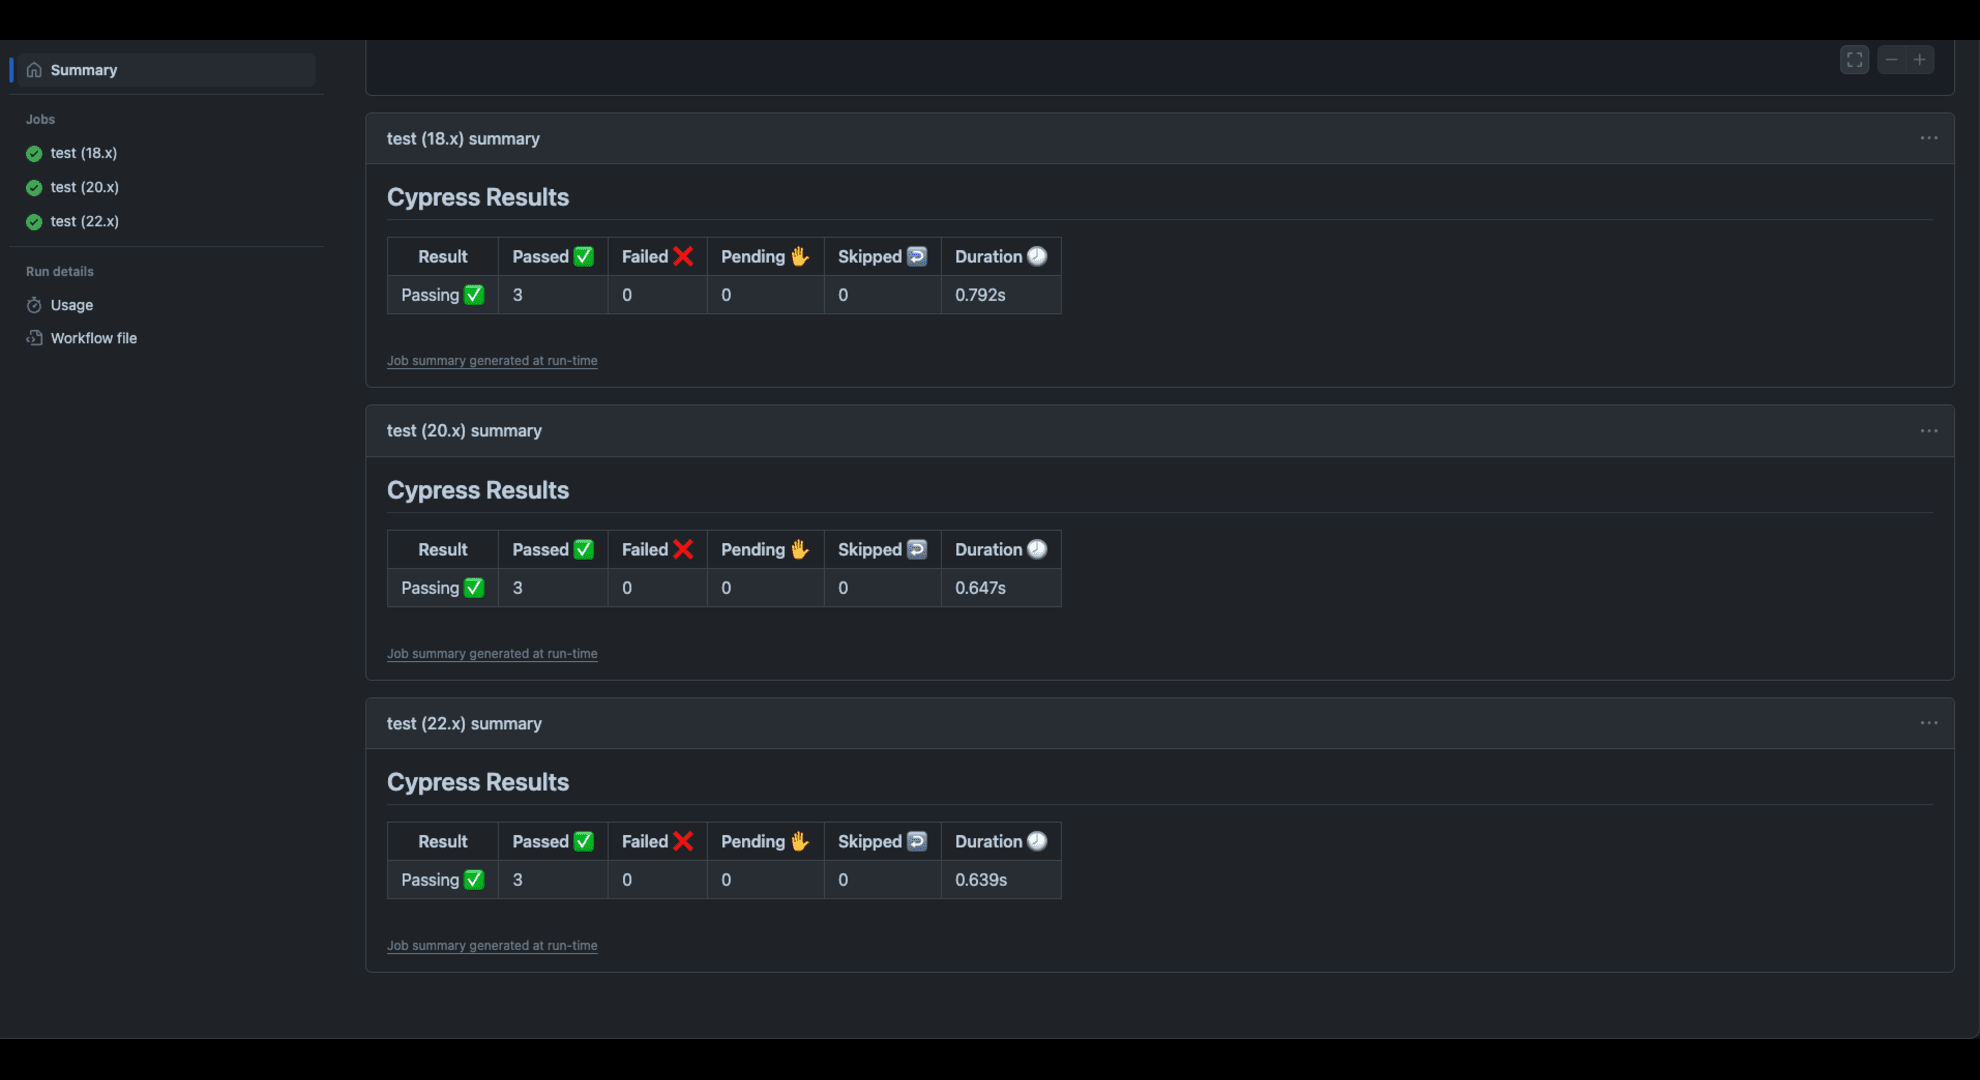 Summary
Jobs
test (18.x)
test (20.x)
test (22.x)
Run details
Usage
Workflow file
test (18.x) summary
Cypress Results
Result Passed ✅ Failed ❌ Pending ✋ Skipped ↩️ Duration 🕗
Passing ✅ 3 0 0 0 0.792s
Job summary generated at run-time
test (20.x) summary
Cypress Results
Result Passed ✅ Failed ❌ Pending ✋ Skipped ↩️ Duration 🕗
Passing ✅ 3 0 0 0 0.647s
Job summary generated at run-time
test (22.x) summary
Cypress Results
Result Passed ✅ Failed ❌ Pending ✋ Skipped ↩️ Duration 🕗
Passing ✅ 3 0 0 0 0.639s
Job summary generated at run-time